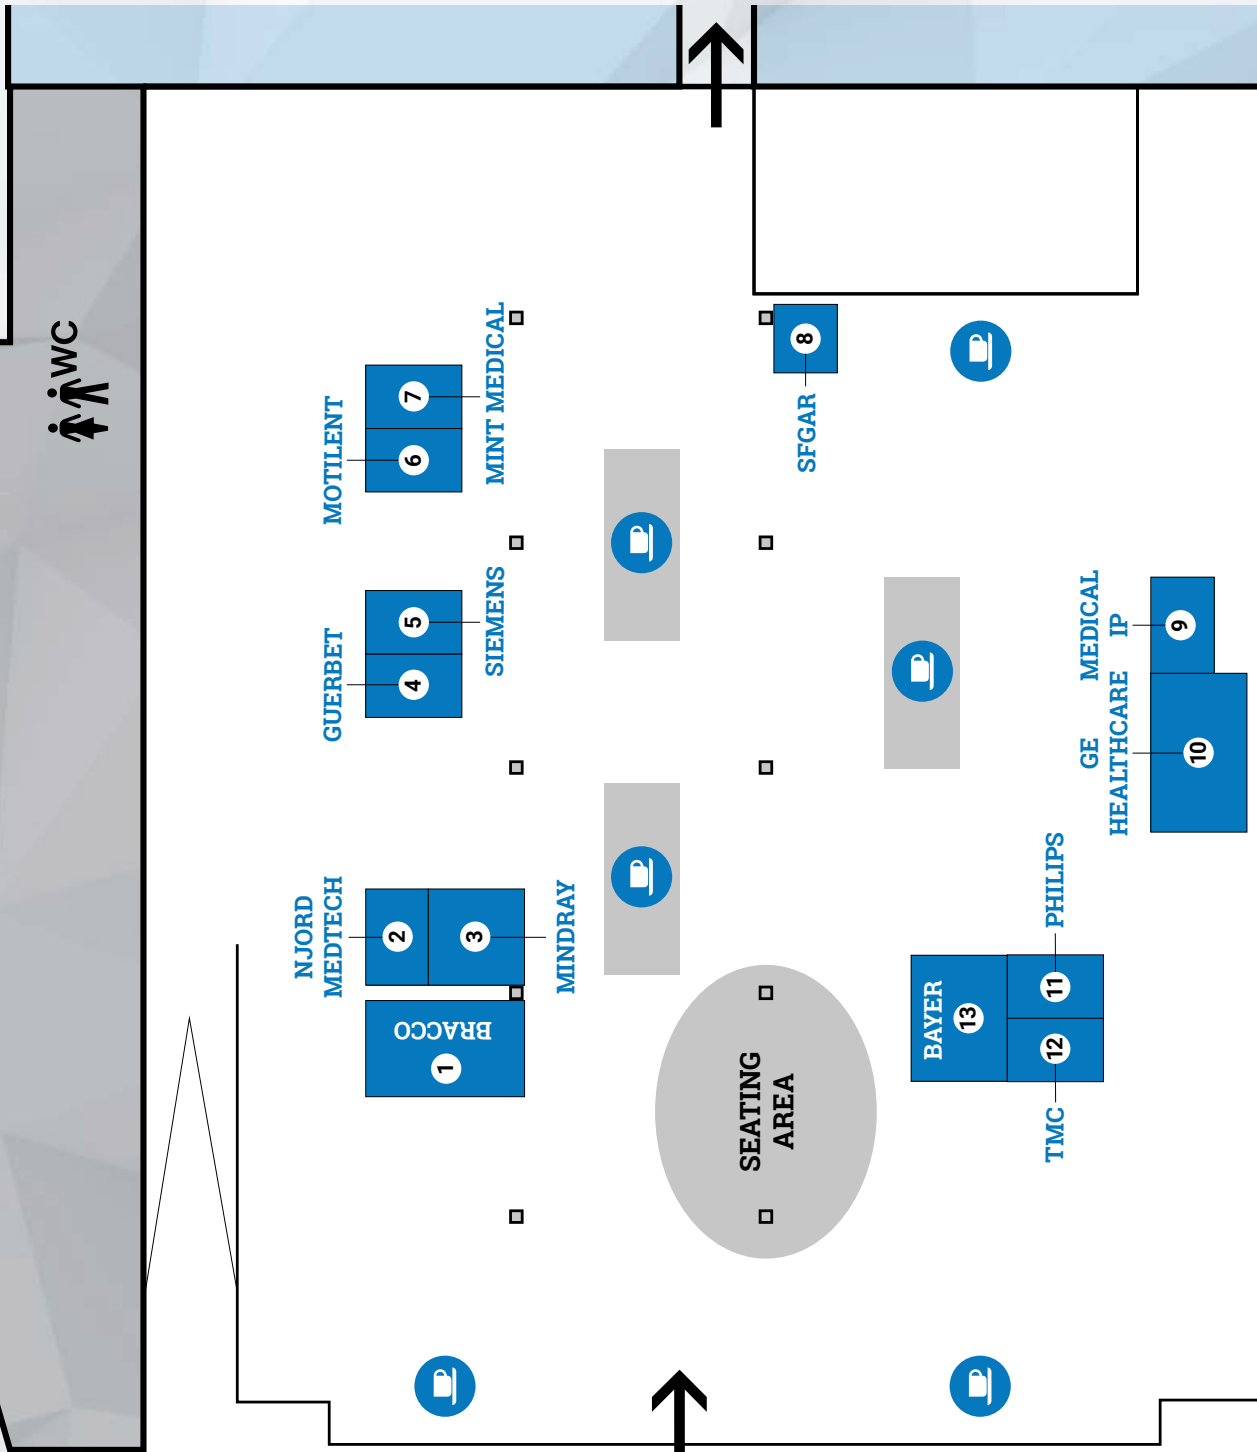 WC
MOTILENT
6
7
MINT MEDICAL
GUERBET
4
5
SIEMENS
NJORD
MEDTECH
2
3
MINDRAY
BRACCO
1
8
SFGAR
MEDICAL
IP
9
GE
HEALTHCARE
10
PHILIPS
11
BAYER
13
12
TMC
SEATING
AREA